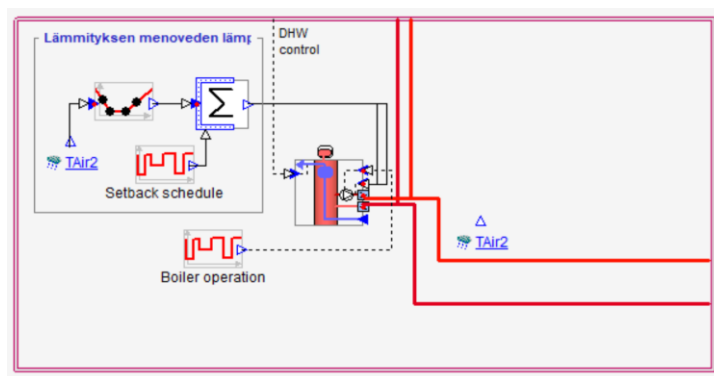 Lämmityksen menoveden lämp
DHW
control
TAir2
Σ
Setback schedule
TAir2
Boiler operation